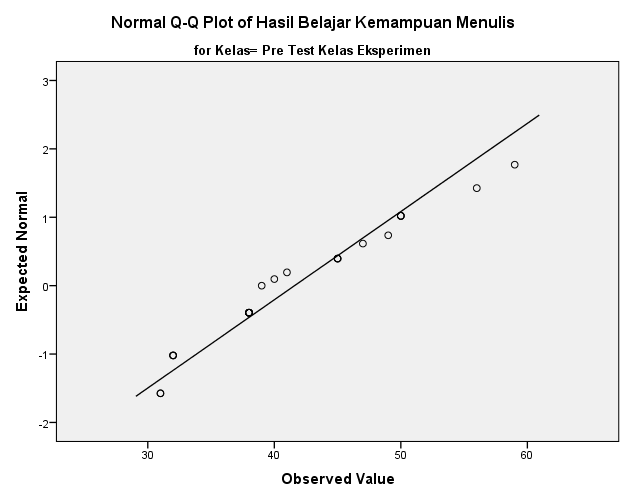 Normal Q-Q Plot of Hasil Belajar Kemampuan Menulis
for Kelas= Pre Test Kelas Eksperimen
Expected Normal
3
2
1
0
-1
-2
30 40 50 60
Observed Value